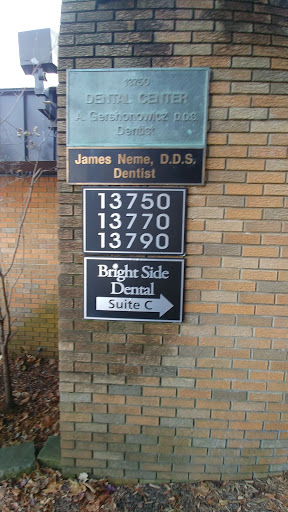 13750
DENTAL CENTER
A. Gershonowicz D.D.S.
Dentist
James Neme, D.D.S.
Dentist
13750
13770
13790
Bright Side
Dental
Suite C